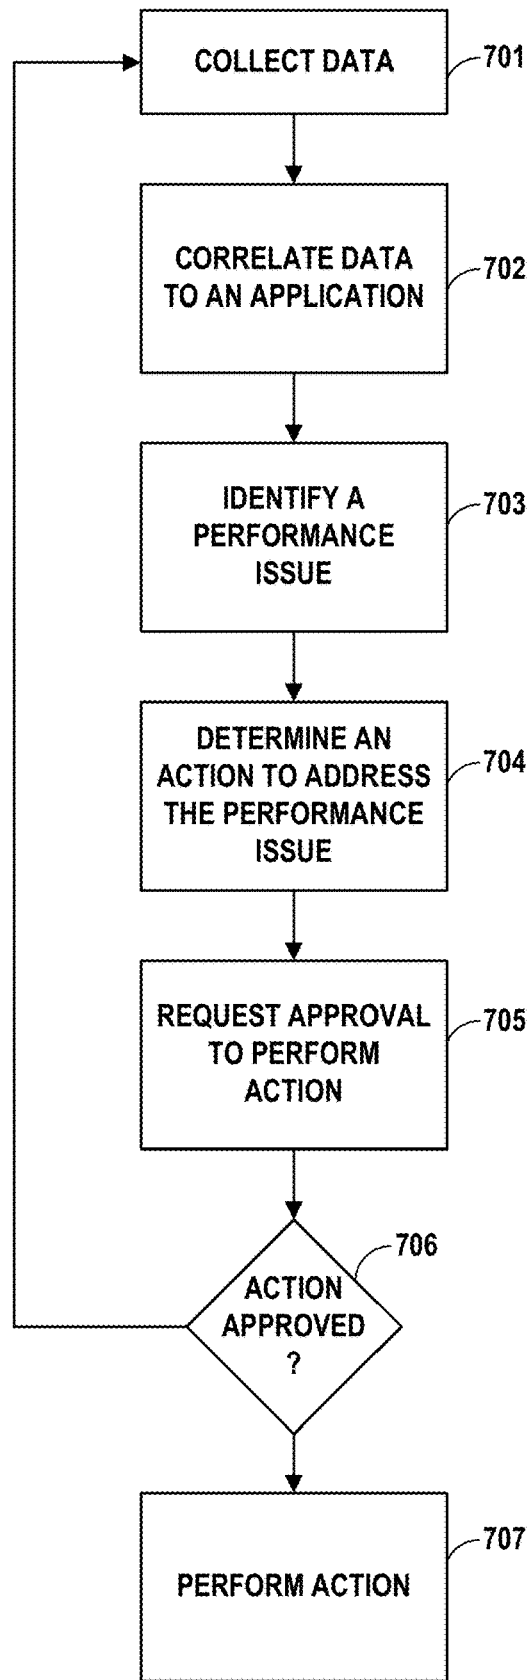 COLLECT DATA
701
CORRELATE DATA
TO AN APPLICATION
702
IDENTIFY A
PERFORMANCE
ISSUE
703
DETERMINE AN
ACTION TO ADDRESS
THE PERFORMANCE
ISSUE
704
REQUEST APPROVAL
TO PERFORM
ACTION
705
ACTION
APPROVED
?
706
PERFORM ACTION
707